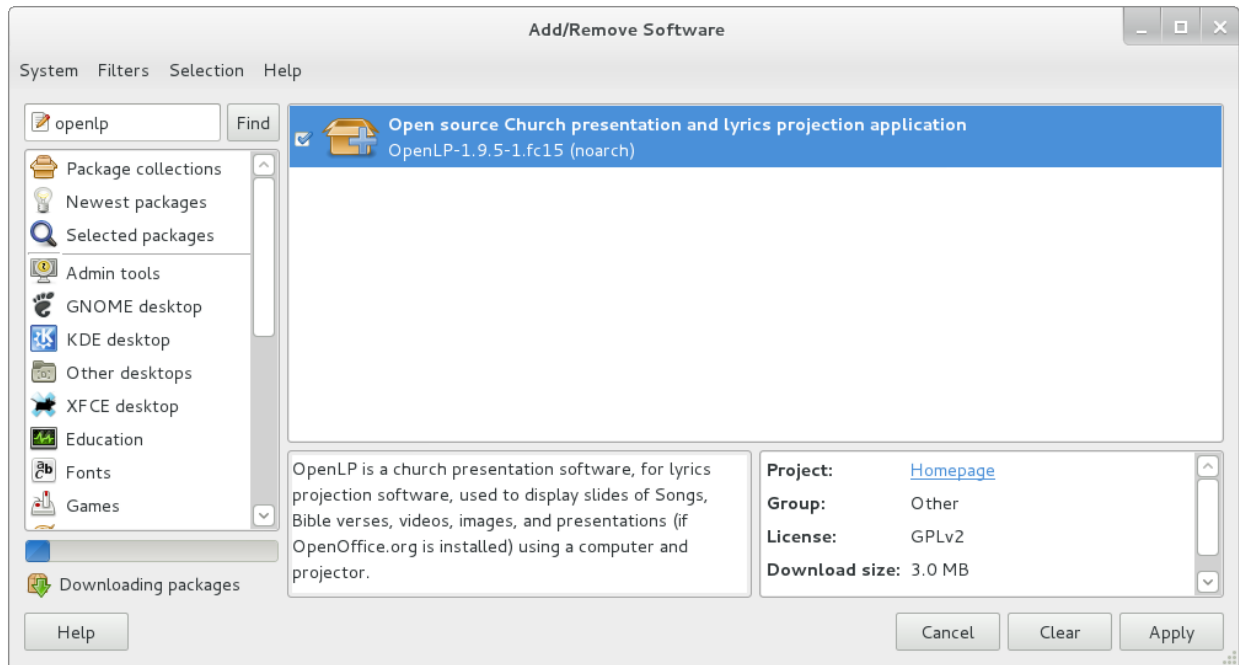 Add/Remove Software
System Filters Selection Help
openlp
Find
Package collections
Newest packages
Selected packages
Admin tools
GNOME desktop
KDE desktop
Other desktops
XFCE desktop
Education
Fonts
Games
Downloading packages
Open source Church presentation and lyrics projection application
OpenLP-1.9.5-1.fc15 (noarch)
OpenLP is a church presentation software, for lyrics
projection software, used to display slides of Songs,
Bible verses, videos, images, and presentations (if
OpenOffice.org is installed) using a computer and
projector.
Project: Homepage
Group: Other
License: GPLv2
Download size: 3.0 MB
Help
Cancel
Clear
Apply